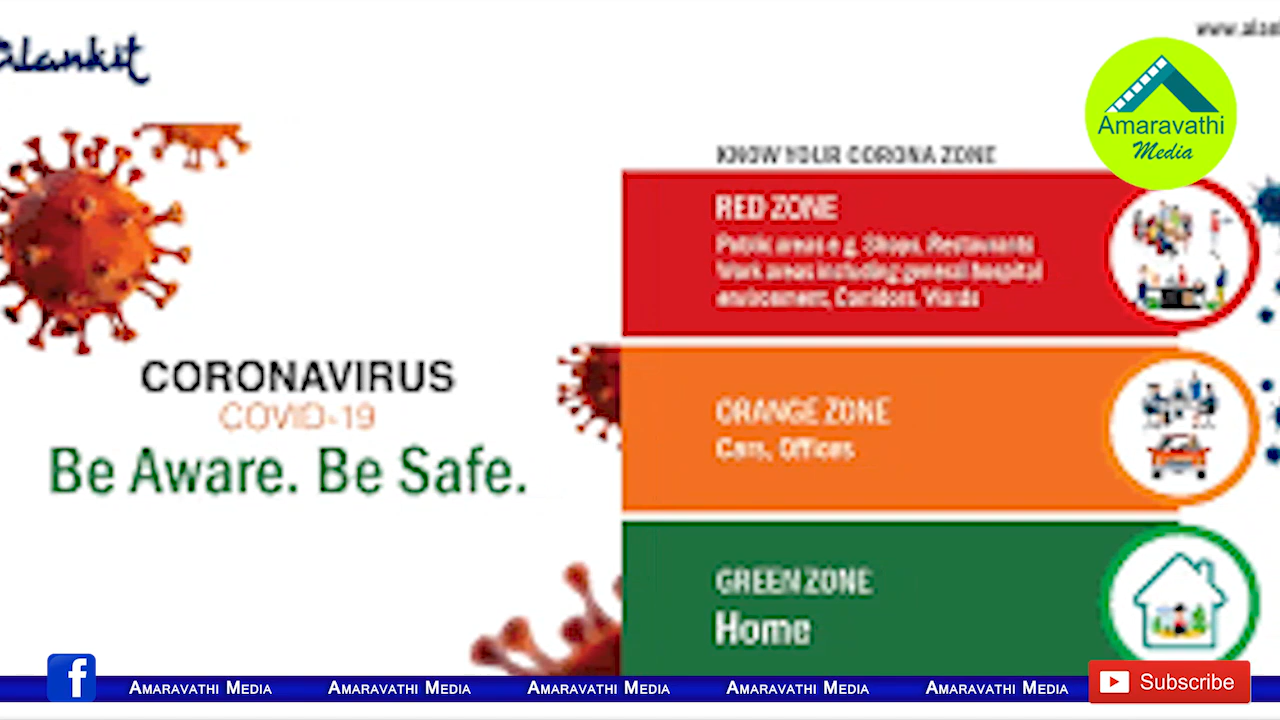 alankit
Amaravathi
Media
KNOW YOUR CORONA ZONE
RED ZONE
Public areas e.g. Shops, Restaurants
Work areas including general hospital
environment, Corridors, Wards
CORONAVIRUS
COVID-19
Be Aware. Be Safe.
ORANGE ZONE
Cars, Offices
GREEN ZONE
Home
f
AMARAVATHI MEDIA AMARAVATHI MEDIA AMARAVATHI MEDIA AMARAVATHI MEDIA AMARAVATHI MEDIA
Subscribe